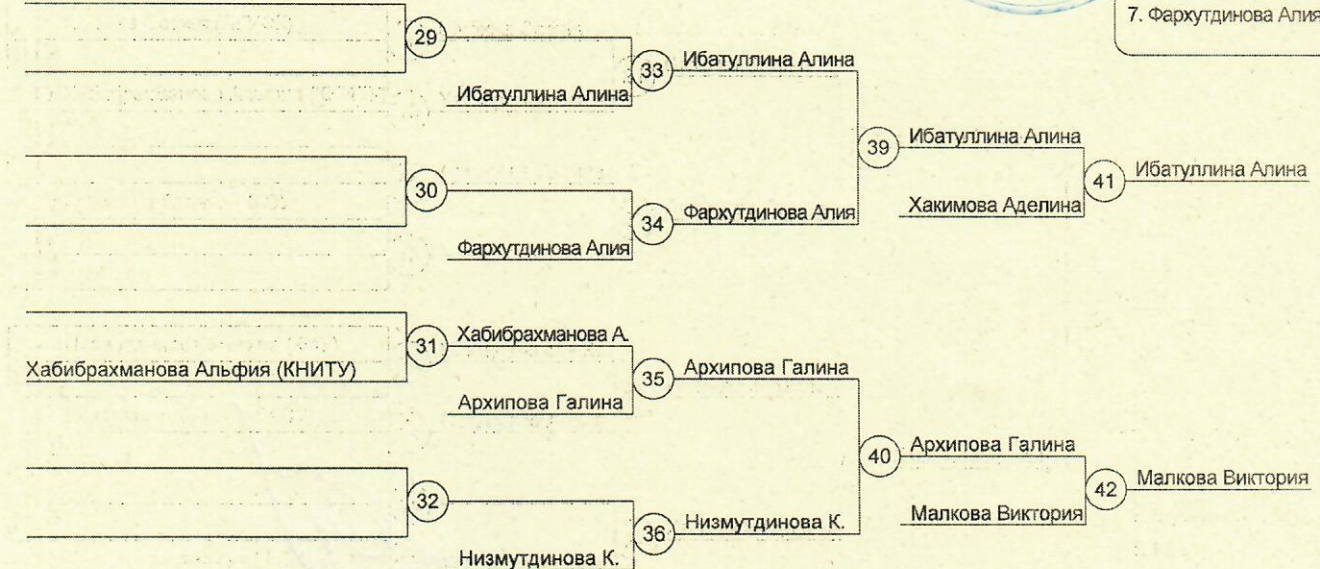 7. Фархутдинова Алия
29
33
Ибатуллина Алина
Ибатуллина Алина
39
Ибатуллина Алина
30
41
Ибатуллина Алина
34
Фархутдинова Алия
Хакимова Аделина
Фархутдинова Алия
31
Хабибрахманова А.
Хабибрахманова Альфия (КНИТУ)
35
Архипова Галина
Архипова Галина
40
Архипова Галина
32
42
Малкова Виктория
36
Низмутдинова К.
Малкова Виктория
Низмутдинова К.